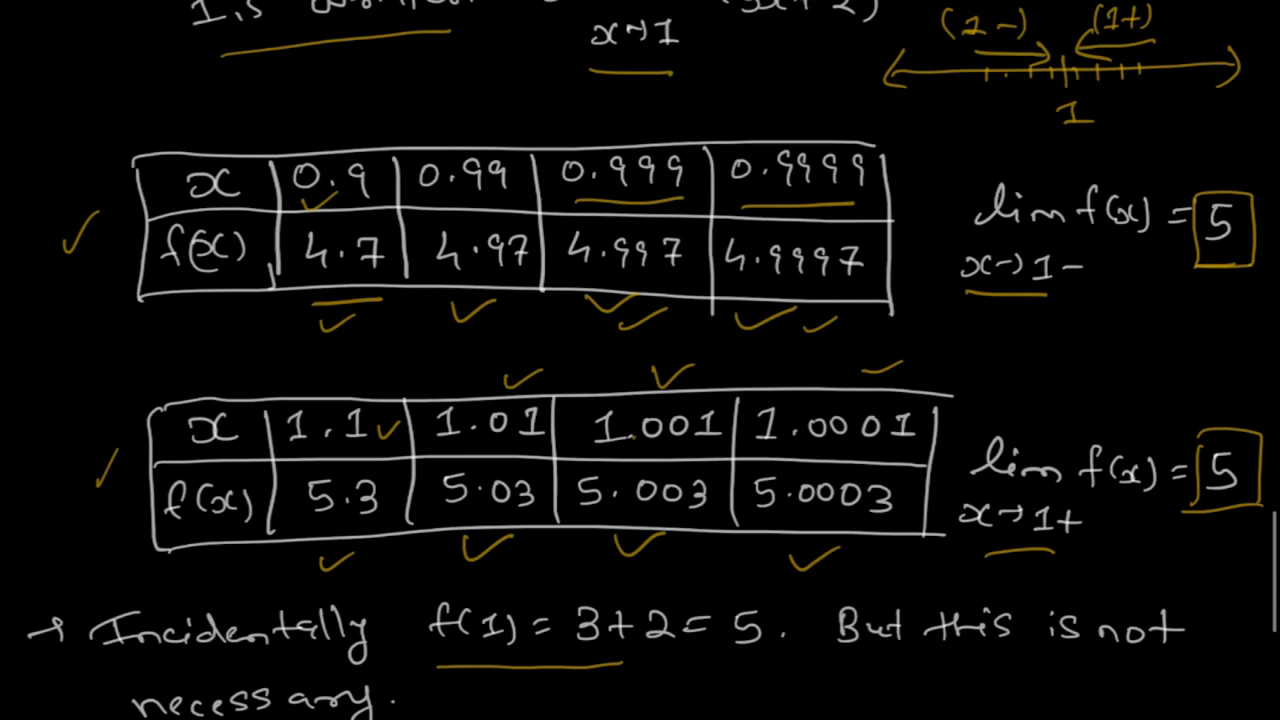 x→1
(1-) (1+)
1
x 0.9 0.99 0.999 0.9999
f(x) 4.7 4.97 4.997 4.9997
lim f(x) = 5
x→1-
x 1.1 1.01 1.001 1.0001
f(x) 5.3 5.03 5.003 5.0003
lim f(x) = 5
x→1+
→ Incidentally f(1) = 3+2 = 5. But this is not
necessary.